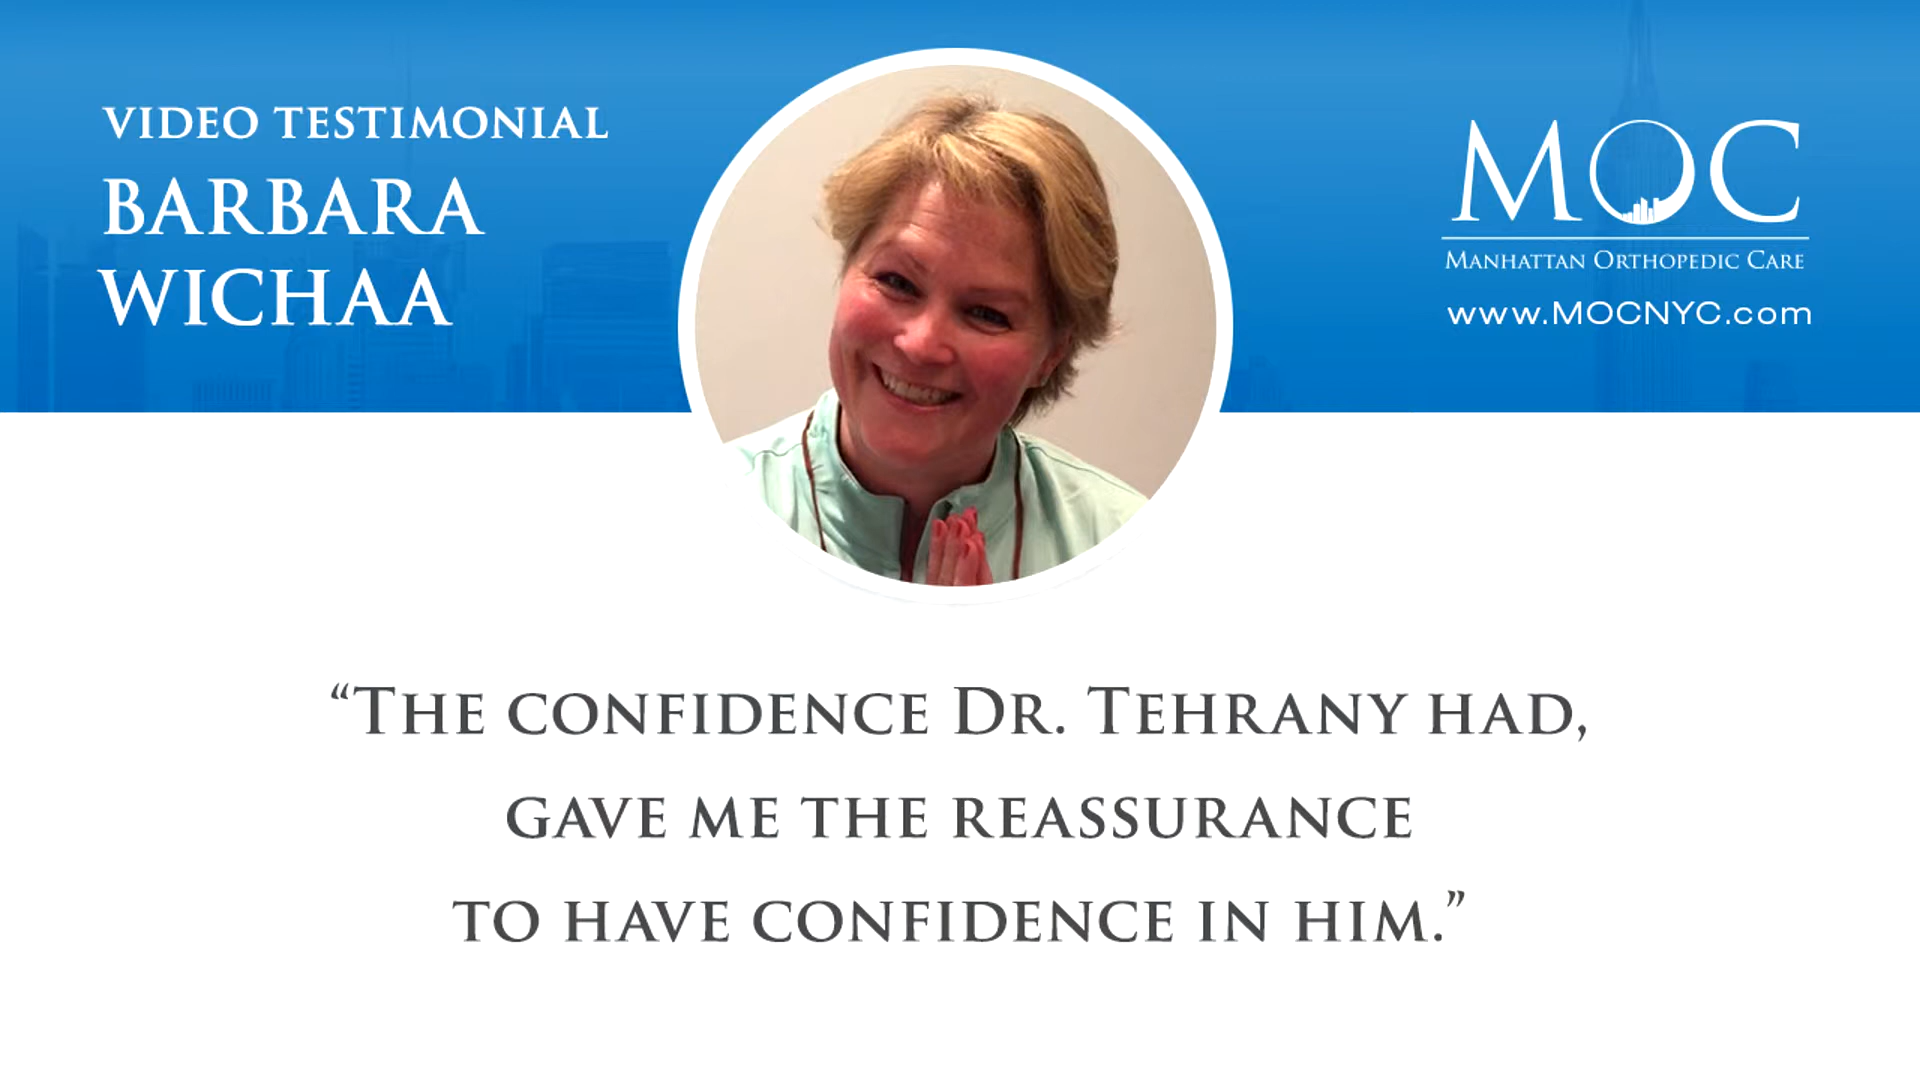 VIDEO TESTIMONIAL
BARBARA
WICHAA
MOC
MANHATTAN ORTHOPEDIC CARE
www.MOCNYC.com
“THE CONFIDENCE DR. TEHRANY HAD,
GAVE ME THE REASSURANCE
TO HAVE CONFIDENCE IN HIM.”